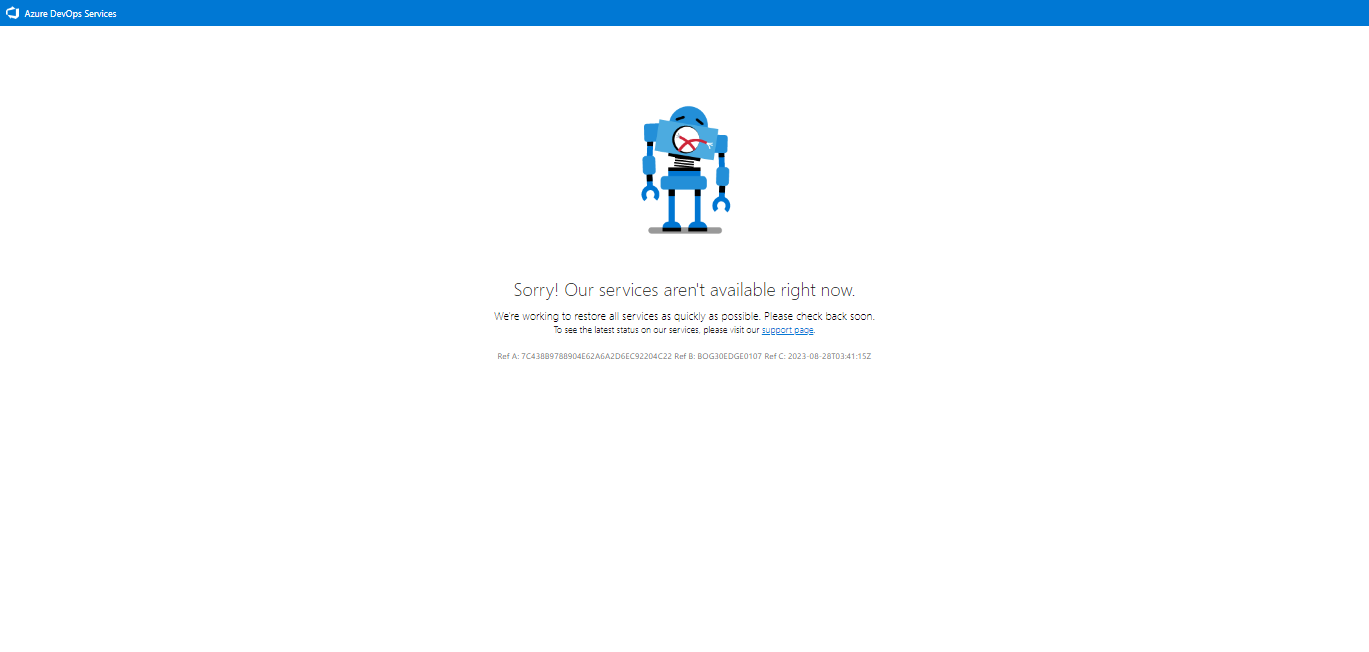 Azure DevOps Services
Sorry! Our services aren't available right now.
We're working to restore all services as quickly as possible. Please check back soon.
To see the latest status on our services, please visit our support page.
Ref A: 7C438B9788904E62A6A2D6EC92204C22 Ref B: BOG30EDGE0107 Ref C: 2023-08-28T03:41:15Z